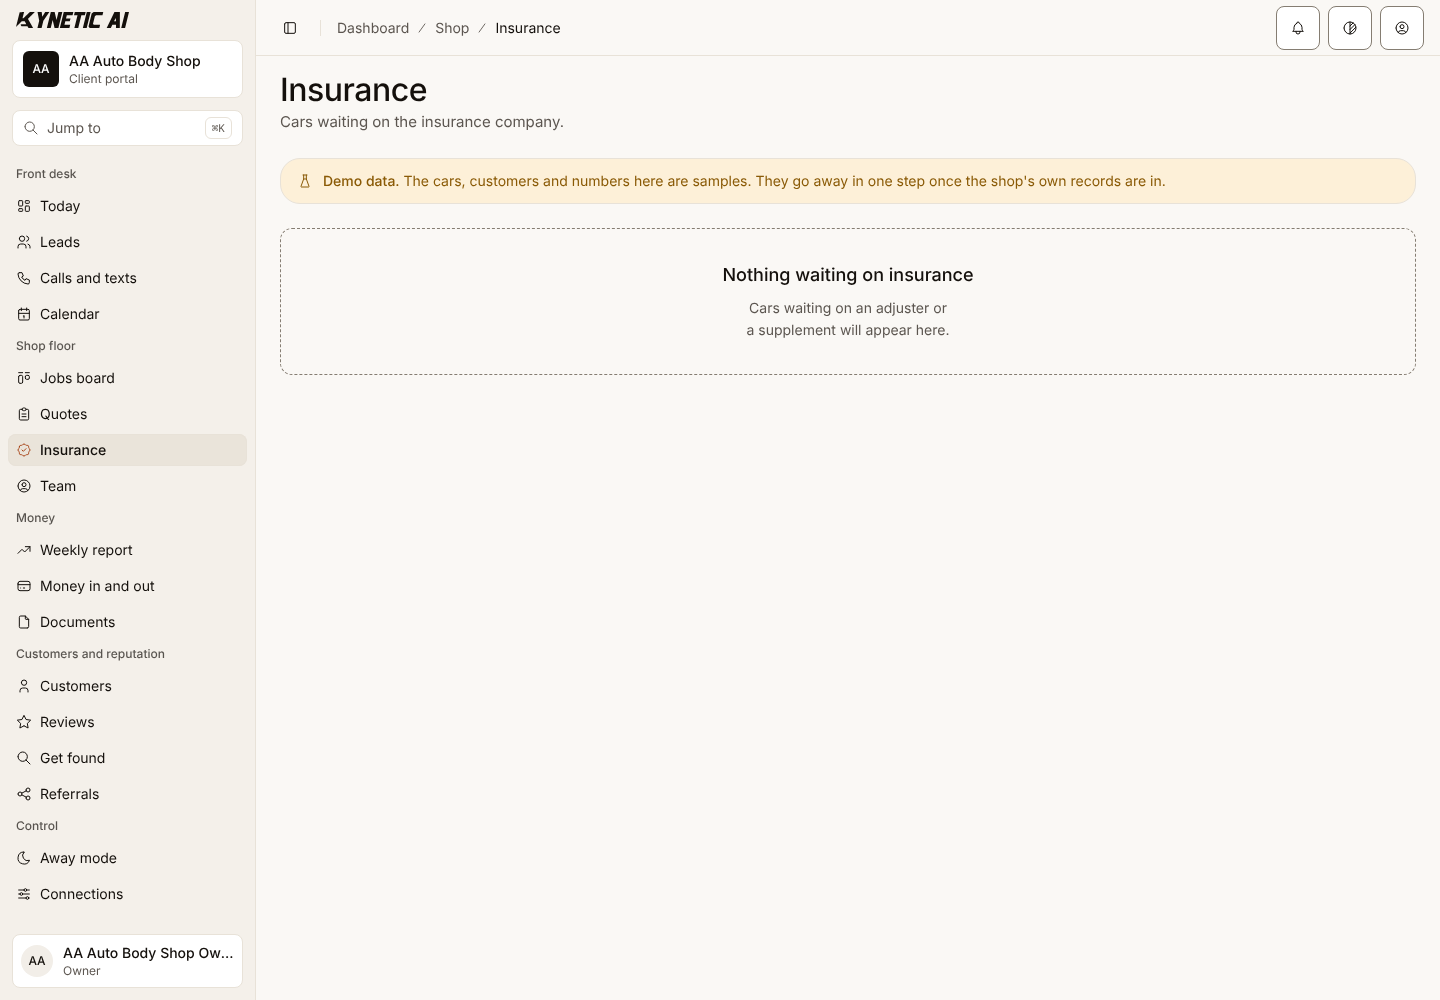 KYNETIC AI
AA
AA Auto Body Shop
Client portal
Jump to
⌘K
Front desk
Today
Leads
Calls and texts
Calendar
Shop floor
Jobs board
Quotes
Insurance
Team
Money
Weekly report
Money in and out
Documents
Customers and reputation
Customers
Reviews
Get found
Referrals
Control
Away mode
Connections
AA
AA Auto Body Shop Ow...
Owner
Dashboard / Shop / Insurance
Insurance
Cars waiting on the insurance company.
Demo data. The cars, customers and numbers here are samples. They go away in one step once the shop's own records are in.
Nothing waiting on insurance
Cars waiting on an adjuster or
a supplement will appear here.